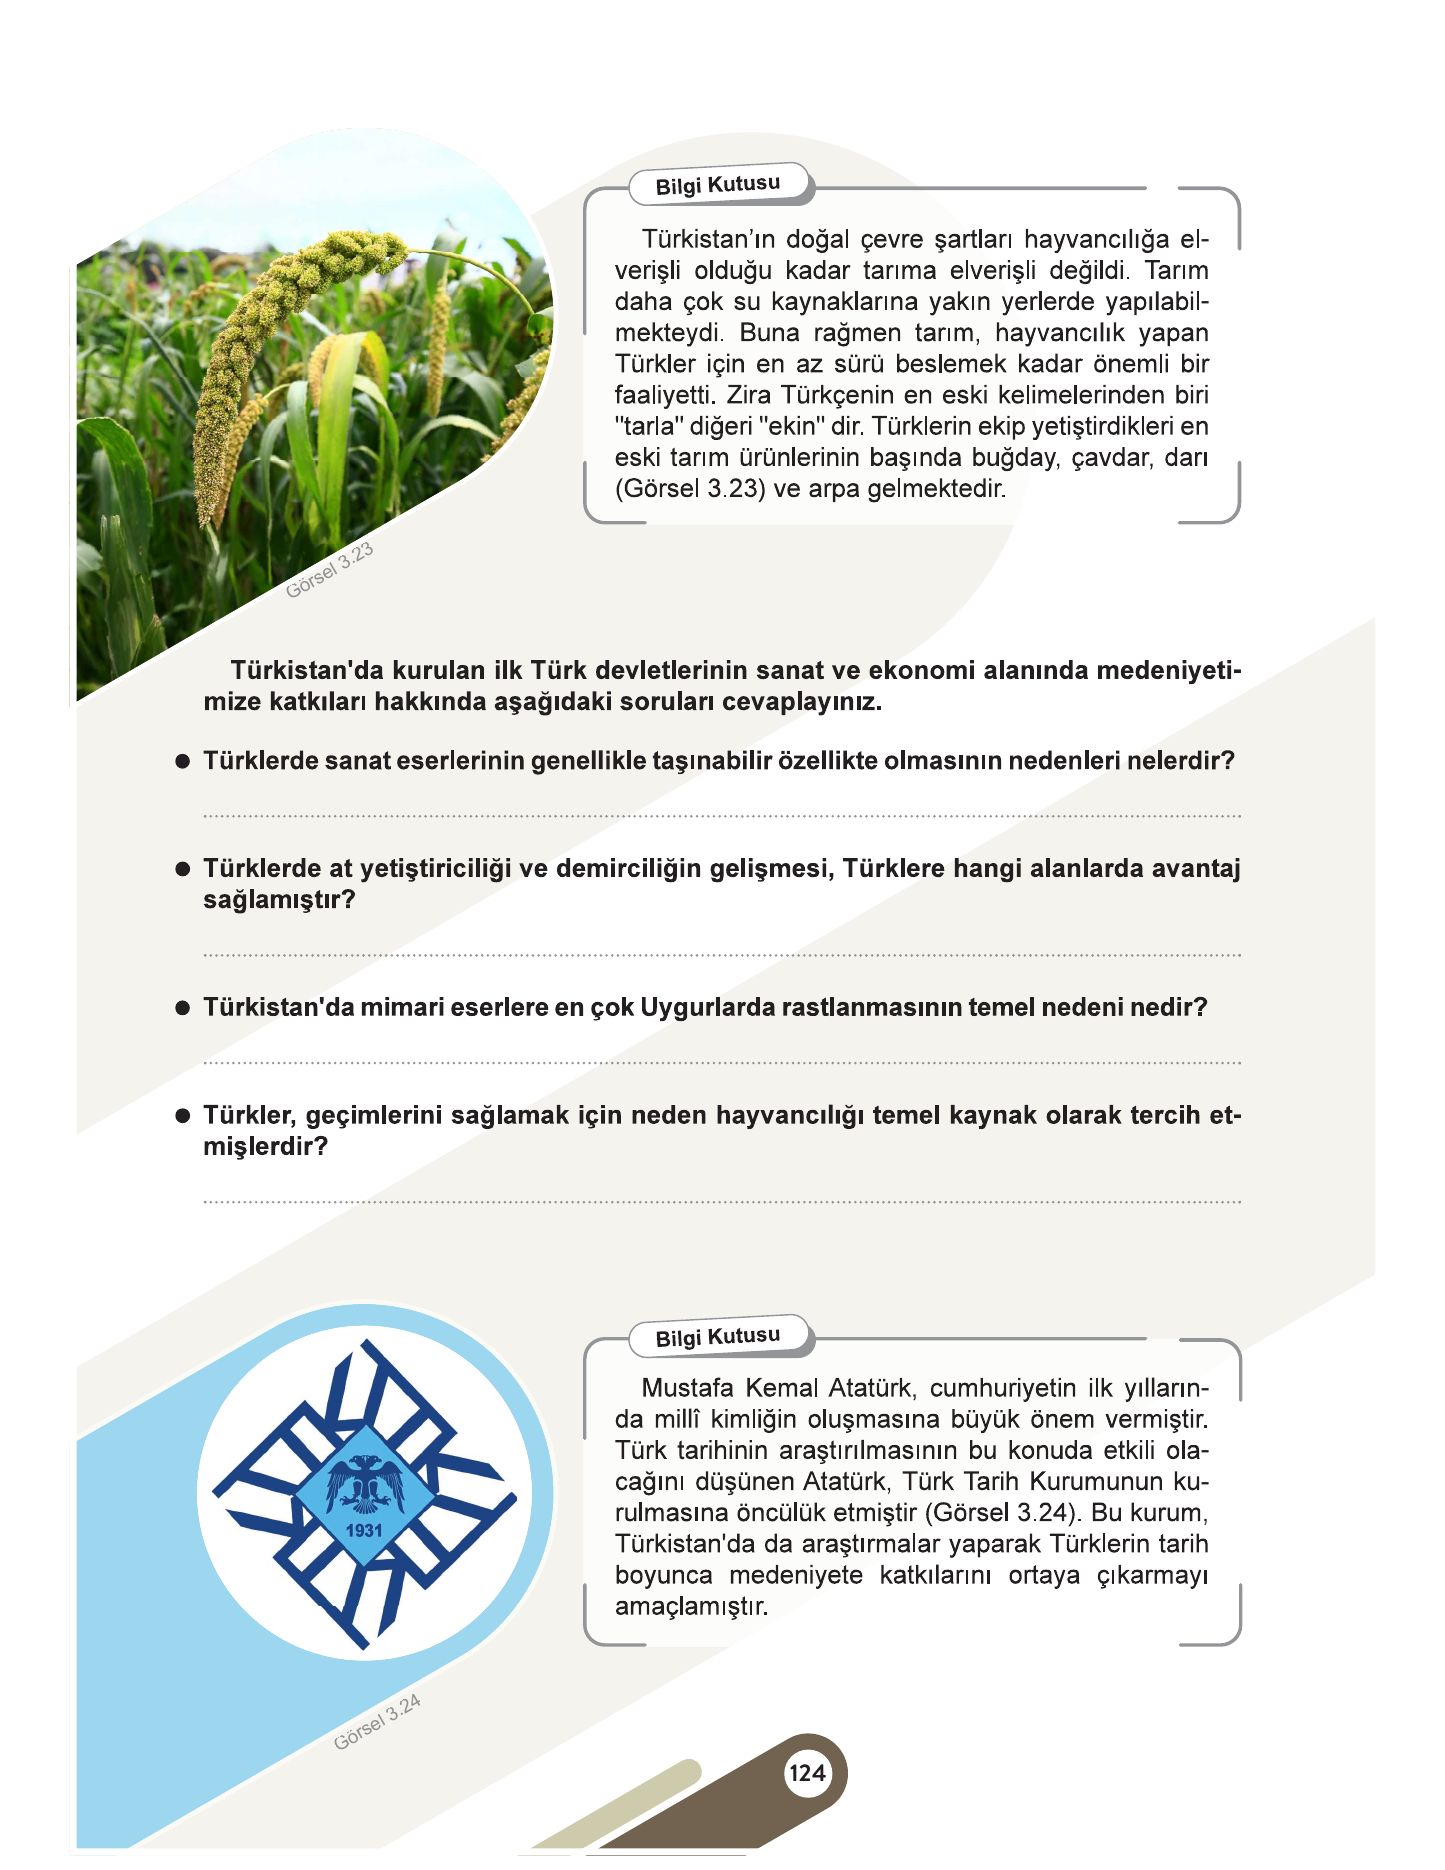 Bilgi Kutusu
Türkistan’ın doğal çevre şartları hayvancılığa el-
verişli olduğu kadar tarıma elverişli değildi. Tarım
daha çok su kaynaklarına yakın yerlerde yapılabil-
mekteydi. Buna rağmen tarım, hayvancılık yapan
Türkler için en az sürü beslemek kadar önemli bir
faaliyetti. Zira Türkçenin en eski kelimelerinden biri
"tarla" diğeri "ekin" dir. Türklerin ekip yetiştirdikleri en
eski tarım ürünlerinin başında buğday, çavdar, darı
(Görsel 3.23) ve arpa gelmektedir.
Görsel 3.23
Türkistan'da kurulan ilk Türk devletlerinin sanat ve ekonomi alanında medeniyeti-
mize katkıları hakkında aşağıdaki soruları cevaplayınız.
● Türklerde sanat eserlerinin genellikle taşınabilir özellikte olmasının nedenleri nelerdir?
● Türklerde at yetiştiriciliği ve demirciliğin gelişmesi, Türklere hangi alanlarda avantaj
sağlamıştır?
● Türkistan'da mimari eserlere en çok Uygurlarda rastlanmasının temel nedeni nedir?
● Türkler, geçimlerini sağlamak için neden hayvancılığı temel kaynak olarak tercih et-
mişlerdir?
Bilgi Kutusu
Mustafa Kemal Atatürk, cumhuriyetin ilk yılların-
da millî kimliğin oluşmasına büyük önem vermiştir.
Türk tarihinin araştırılmasının bu konuda etkili ola-
cağını düşünen Atatürk, Türk Tarih Kurumunun ku-
rulmasına öncülük etmiştir (Görsel 3.24). Bu kurum,
Türkistan'da da araştırmalar yaparak Türklerin tarih
boyunca medeniyete katkılarını ortaya çıkarmayı
amaçlamıştır.
1931
Görsel 3.24
124